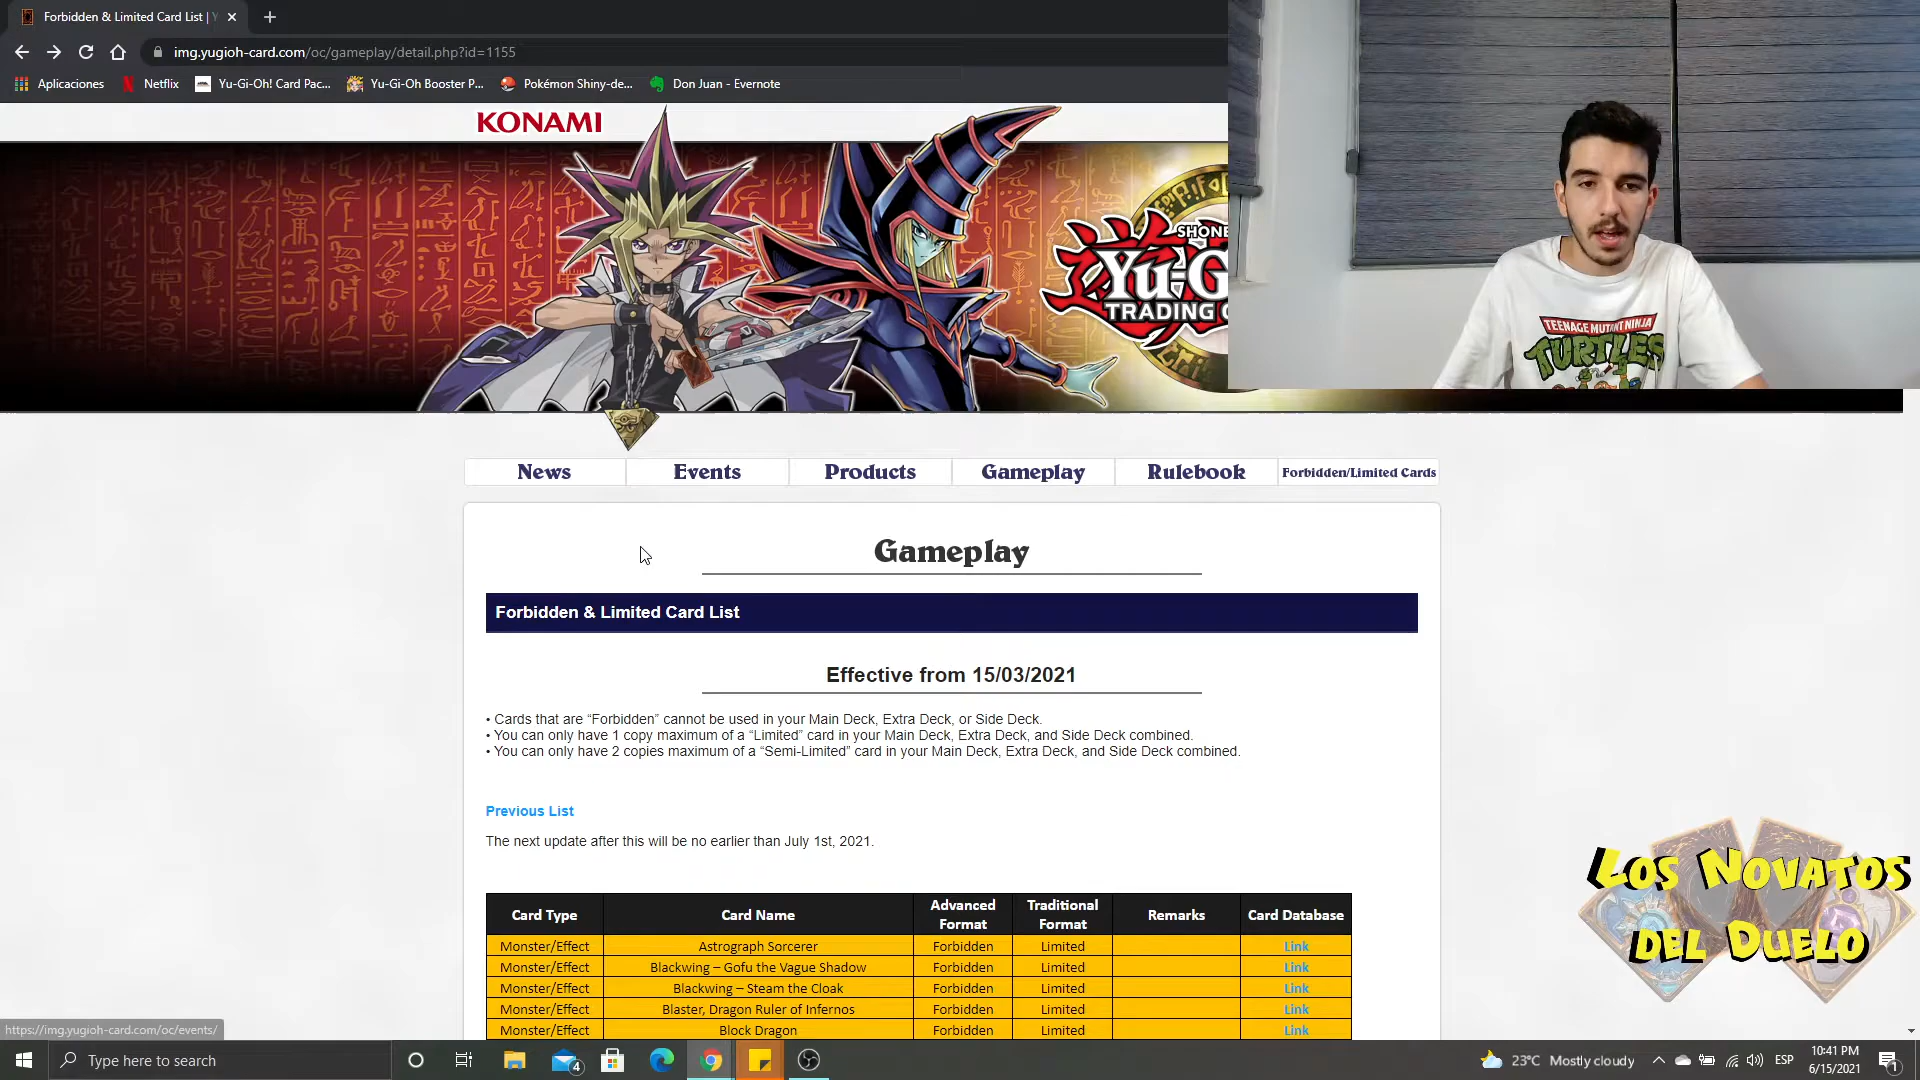 Forbidden & Limited Card List | Y
img.yugioh-card.com/oc/gameplay/detail.php?id=1155
Aplicaciones Netflix Yu-Gi-Oh! Card Pac... Yu-Gi-Oh Booster P... Pokémon Shiny-de... Don Juan - Evernote
KONAMI
SHONE
Yu-G
TRADING
TEENAGE MUTANT NINJA
TURTLES
News Events Products Gameplay Rulebook Forbidden/Limited Cards
Gameplay
Forbidden & Limited Card List
Effective from 15/03/2021
• Cards that are “Forbidden” cannot be used in your Main Deck, Extra Deck, or Side Deck.
• You can only have 1 copy maximum of a “Limited” card in your Main Deck, Extra Deck, and Side Deck combined.
• You can only have 2 copies maximum of a “Semi-Limited” card in your Main Deck, Extra Deck, and Side Deck combined.
Previous List
The next update after this will be no earlier than July 1st, 2021.
Card Type Card Name Advanced Format Traditional Format Remarks Card Database
Monster/Effect Astrograph Sorcerer Forbidden Limited Link
Monster/Effect Blackwing – Gofu the Vague Shadow Forbidden Limited Link
Monster/Effect Blackwing – Steam the Cloak Forbidden Limited Link
Monster/Effect Blaster, Dragon Ruler of Infernos Forbidden Limited Link
Monster/Effect Block Dragon Forbidden Limited Link
Los Novatos
del Duelo
https://img.yugioh-card.com/oc/events/
Type here to search
4
23°C Mostly cloudy
ESP
10:41 PM
6/15/2021
1